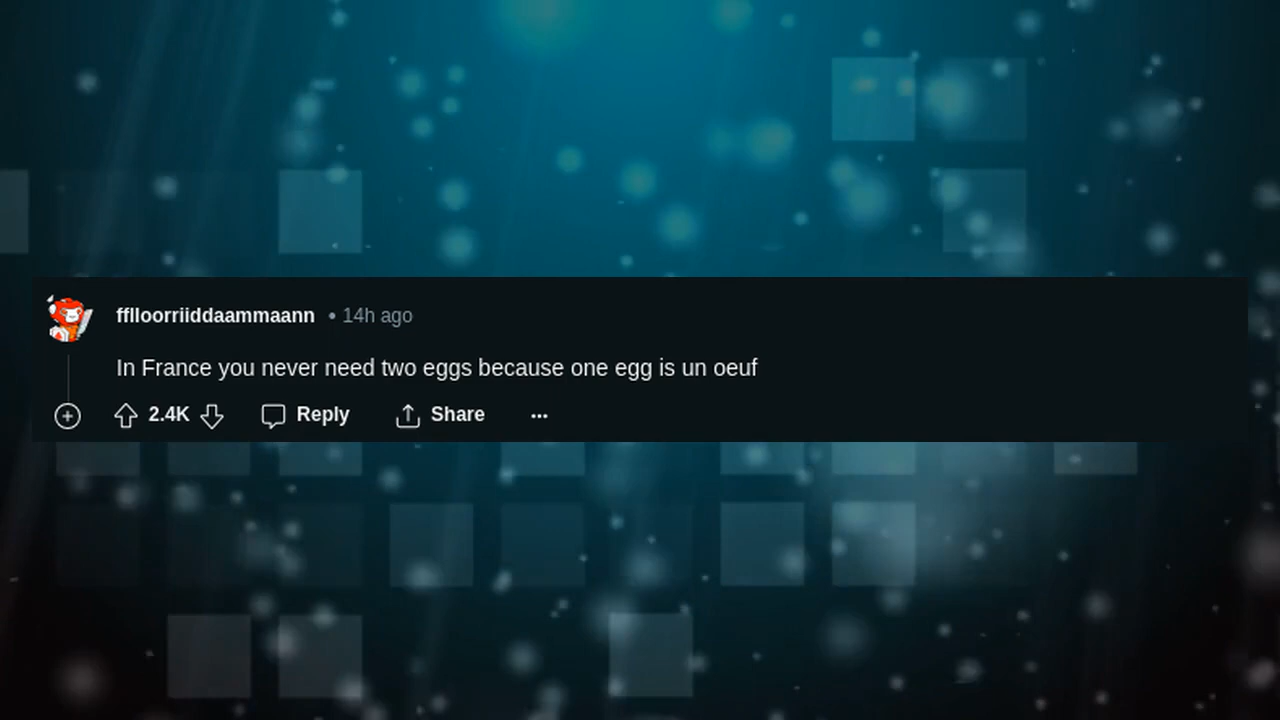 fflloorriiddaammaann • 14h ago
In France you never need two eggs because one egg is un oeuf
2.4K Reply Share ...